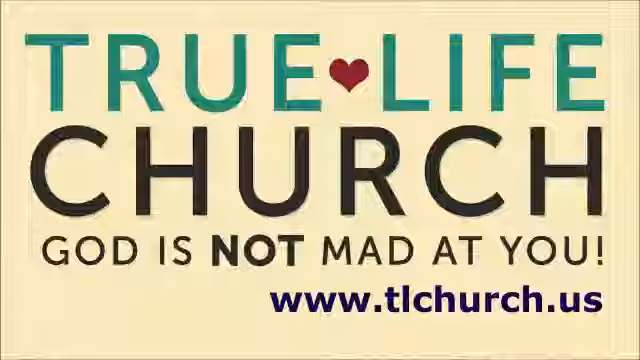 TRUE LIFE
CHURCH
GOD IS NOT MAD AT YOU!
www.tlchurch.us